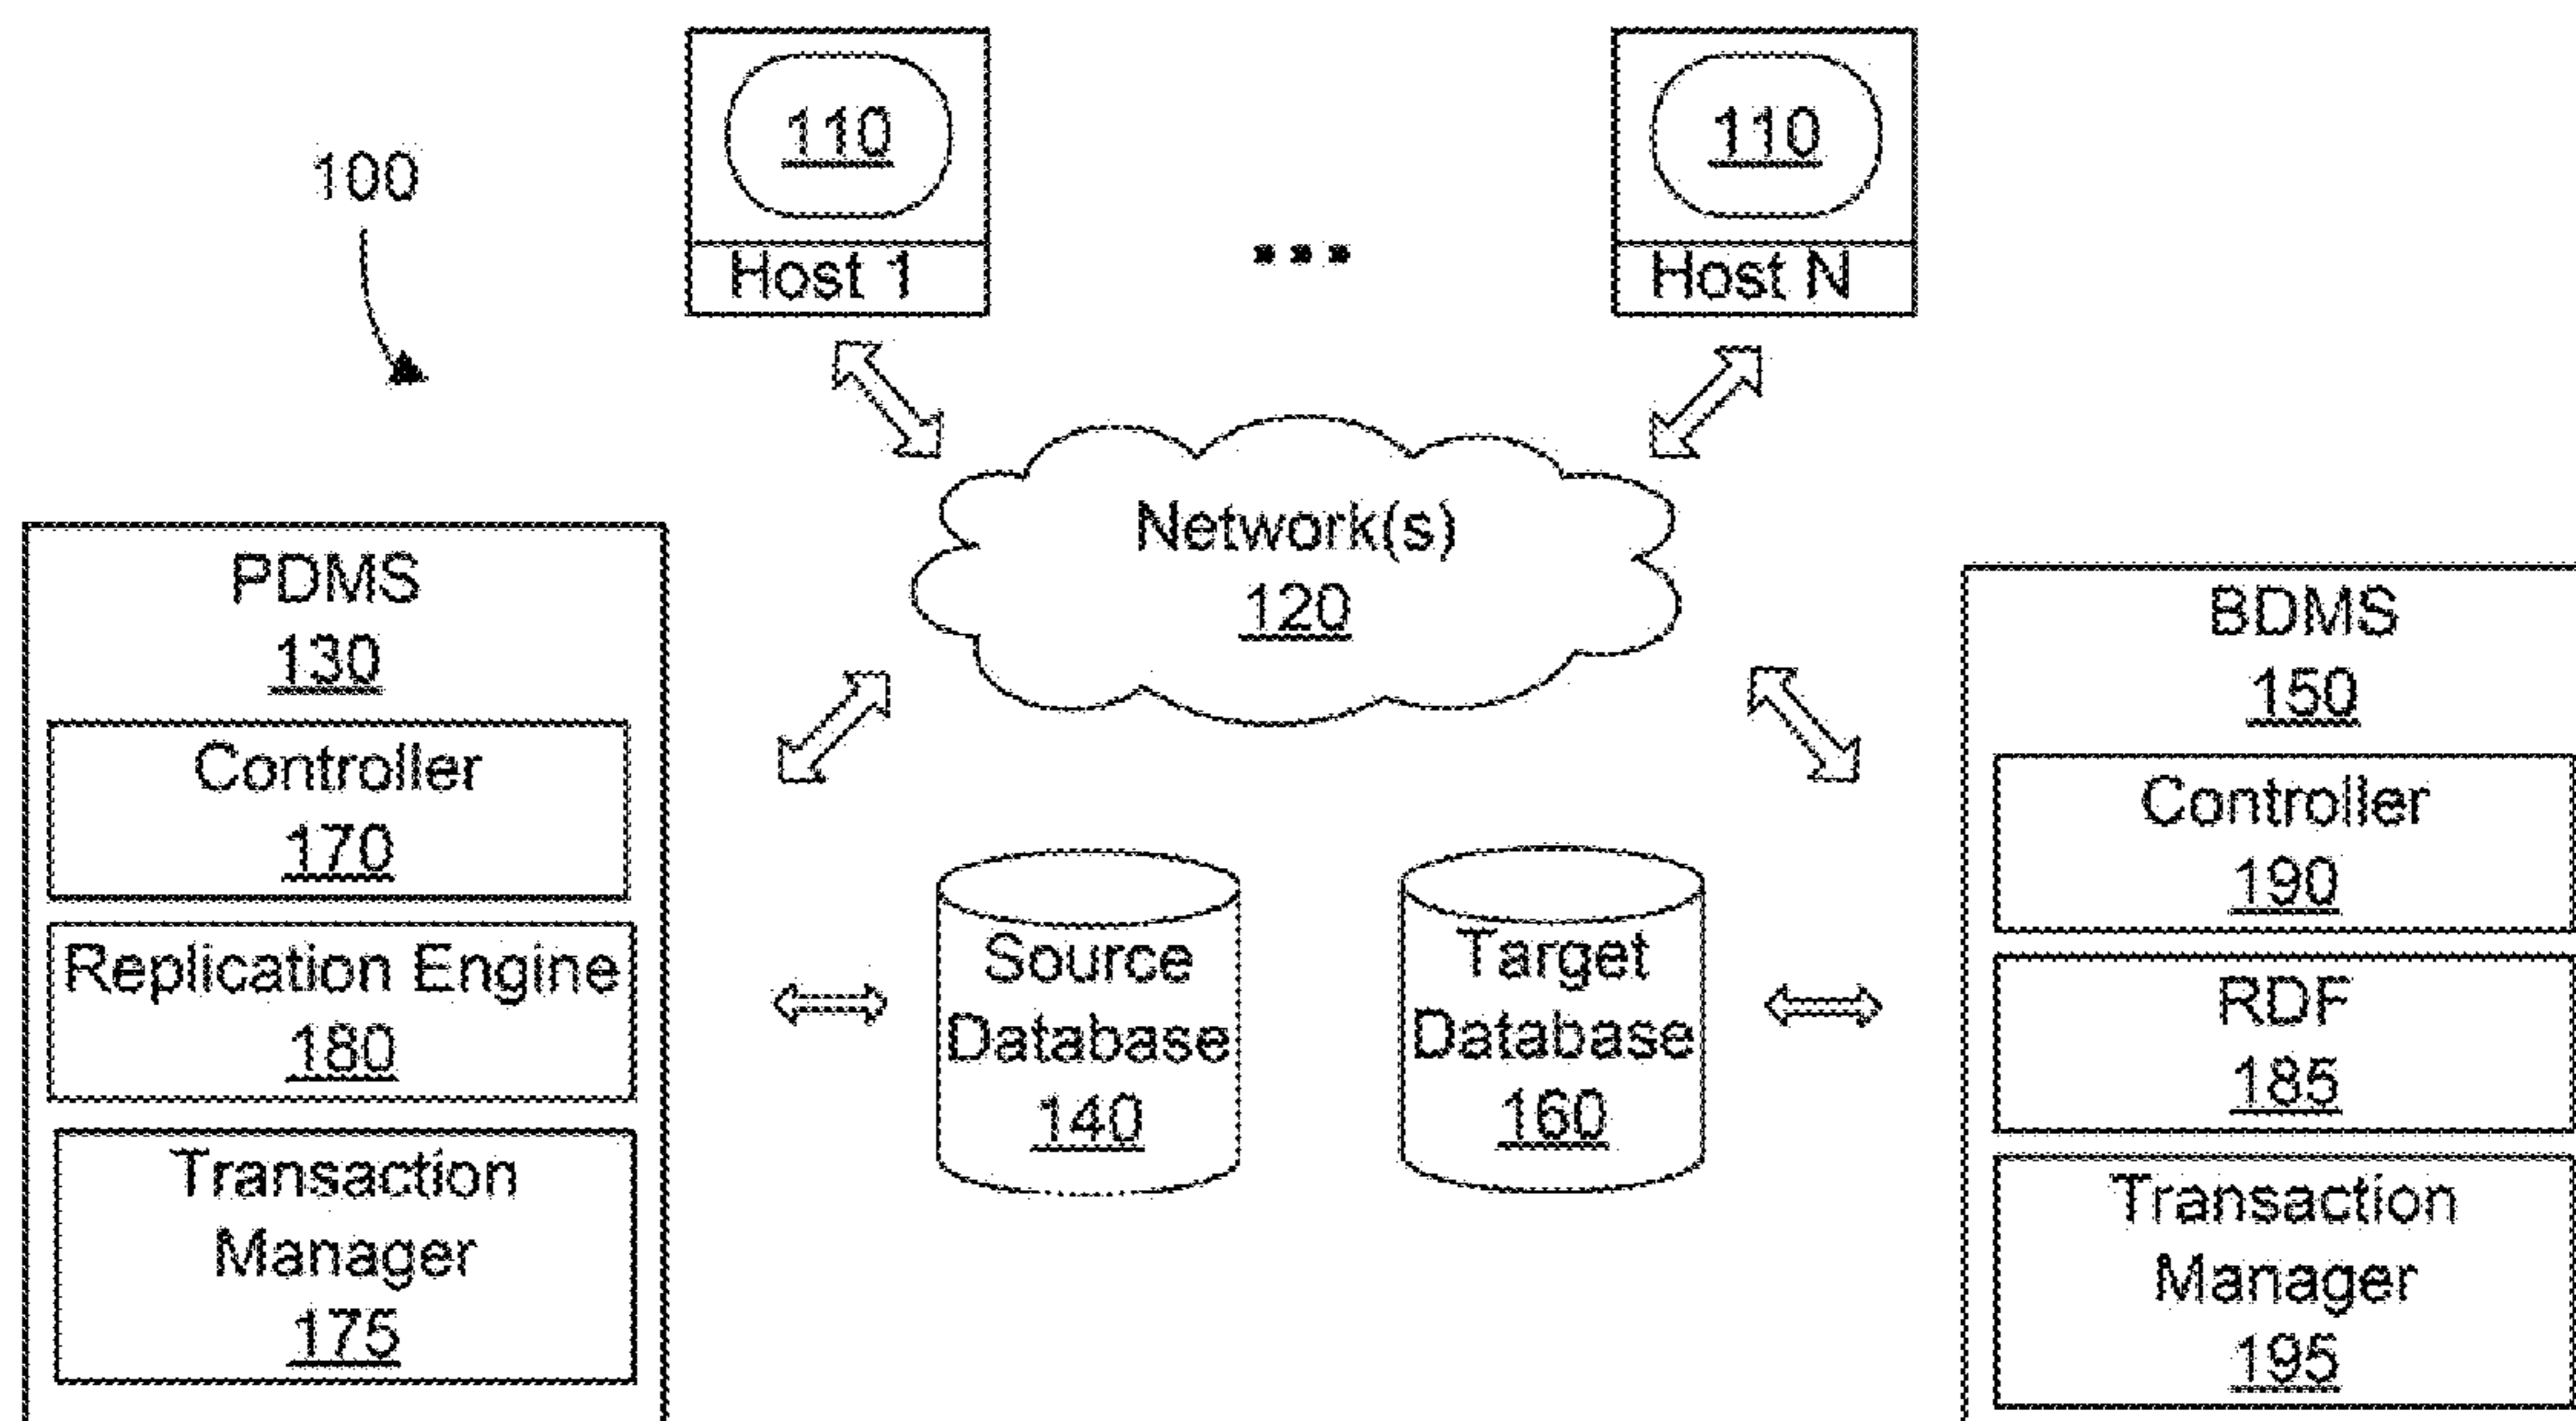 100
110
Host 1
...
110
Host N
Network(s)
120
PDMS
130
Controller
170
Replication Engine
180
Transaction
Manager
175
Source
Database
140
Target
Database
160
BDMS
150
Controller
190
RDF
185
Transaction
Manager
195